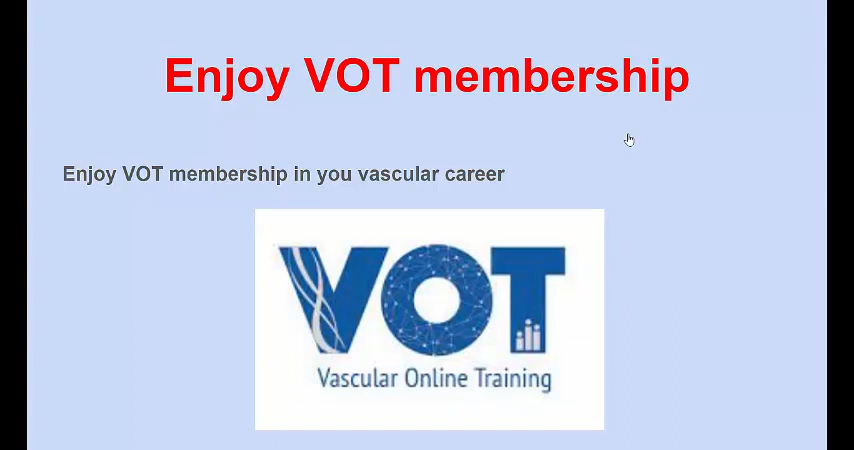 Enjoy VOT membership
Enjoy VOT membership in you vascular career
VOT
Vascular Online Training